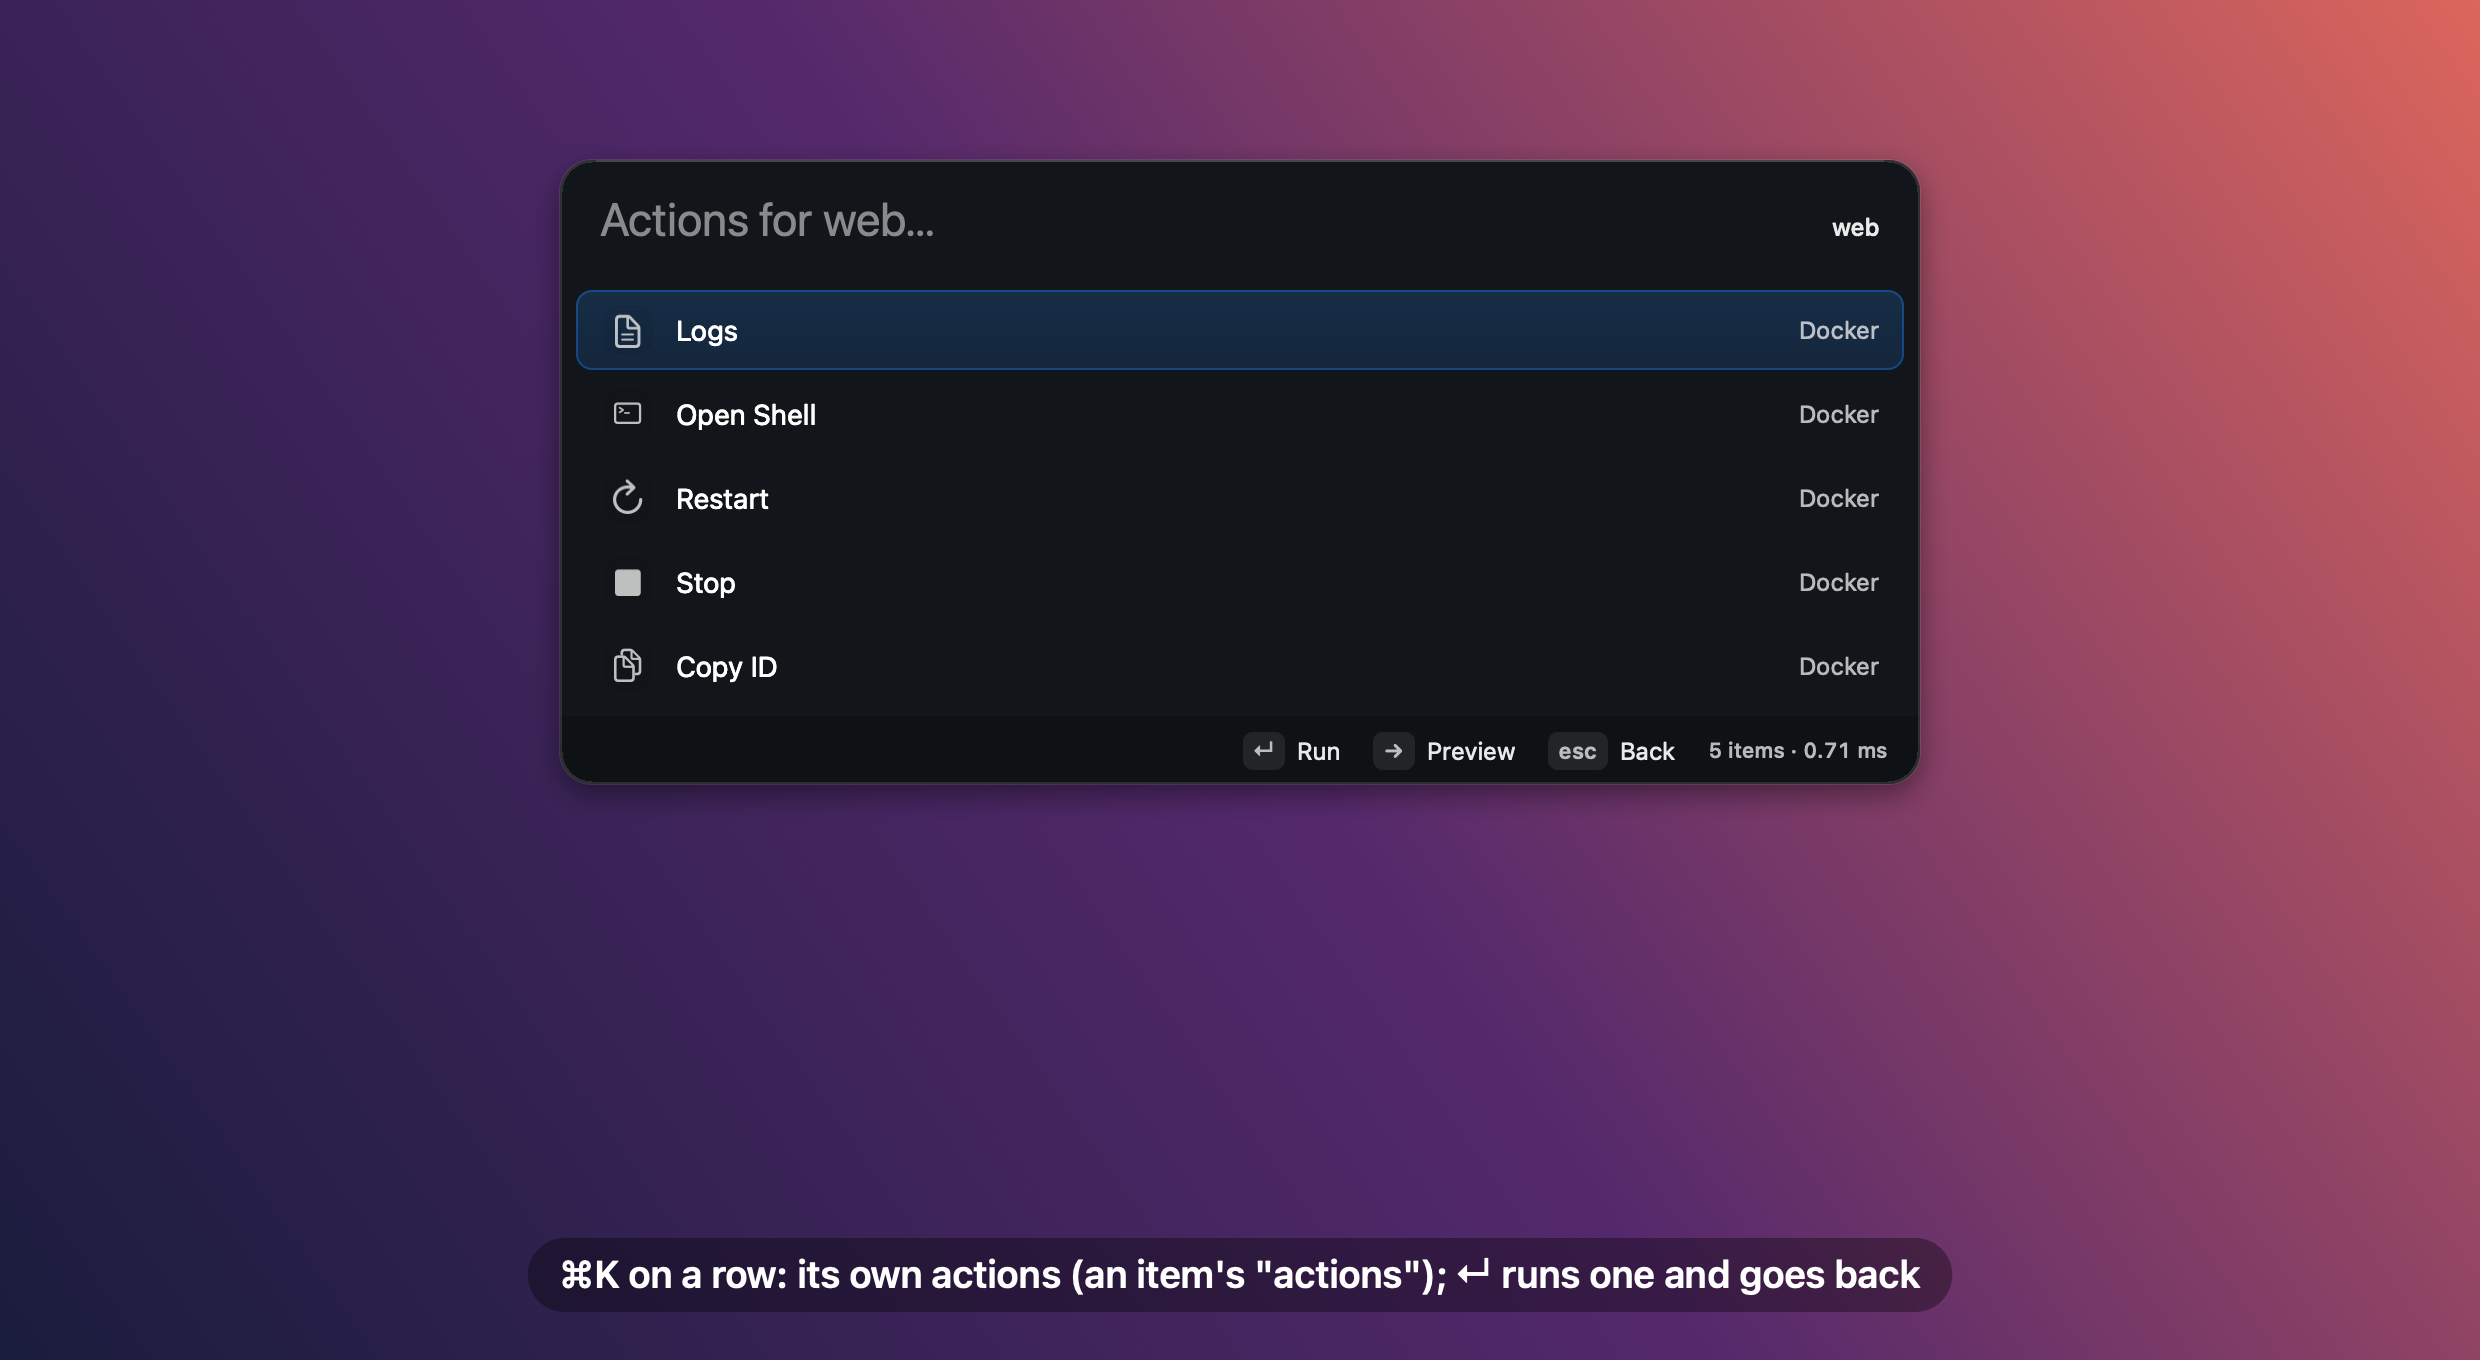 Actions for web...
web
Logs
Docker
Open Shell
Docker
Restart
Docker
Stop
Docker
Copy ID
Docker
↵ Run → Preview esc Back 5 items · 0.71 ms
⌘K on a row: its own actions (an item's "actions"); ↵ runs one and goes back